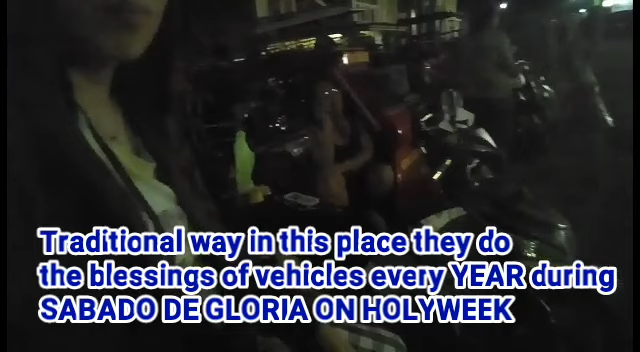 Traditional way in this place they do
the blessings of vehicles every YEAR during
SABADO DE GLORIA ON HOLYWEEK